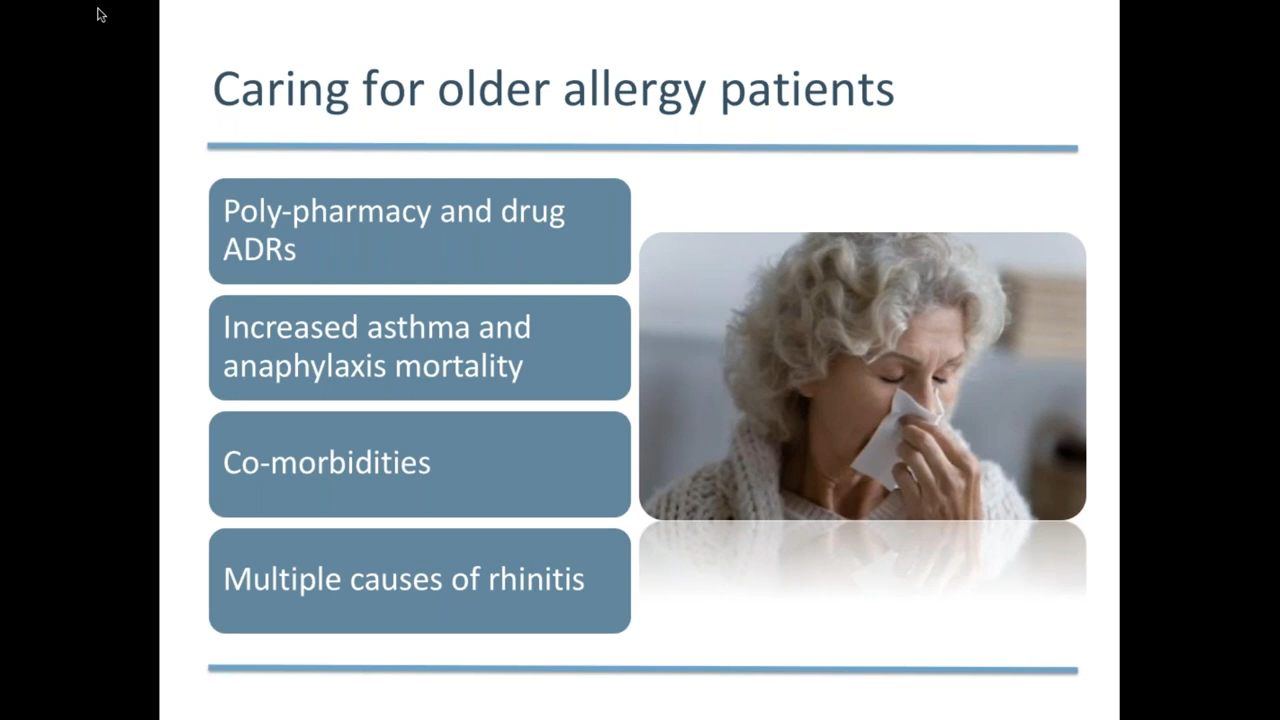 Caring for older allergy patients
Poly-pharmacy and drug
ADRs
Increased asthma and
anaphylaxis mortality
Co-morbidities
Multiple causes of rhinitis